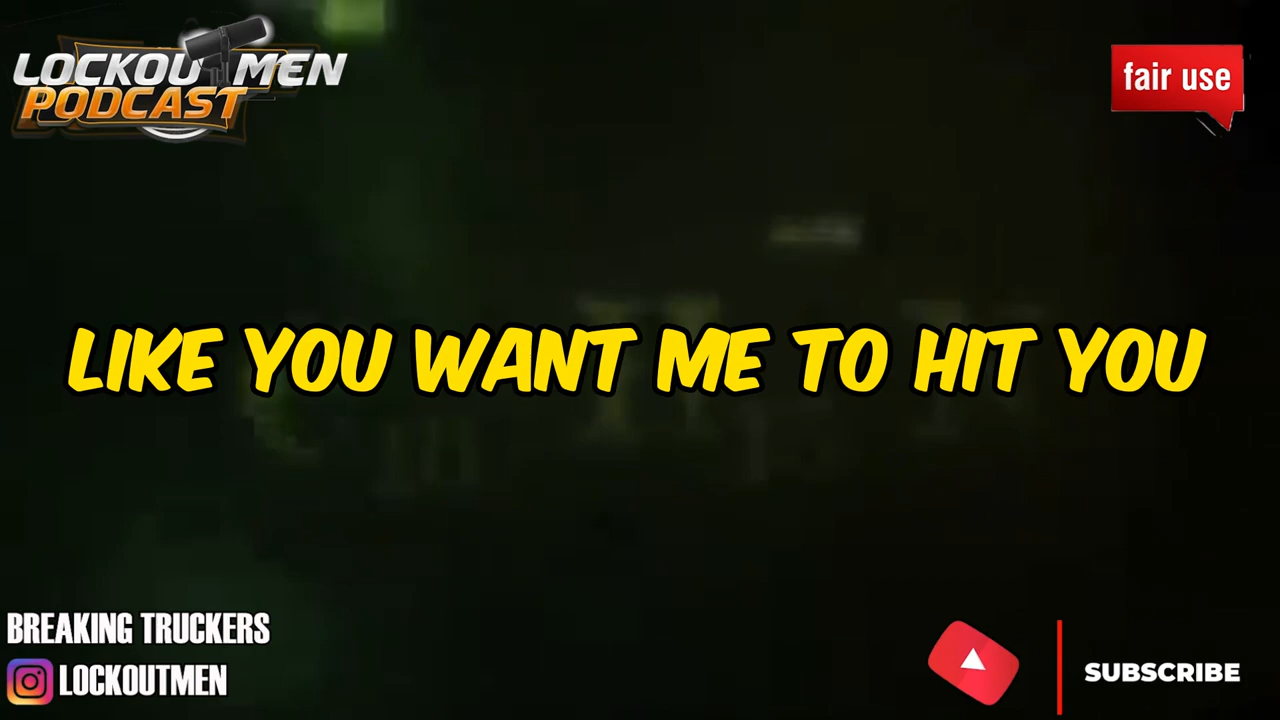 LOCKOUTMEN
PODCAST
fair use
LIKE YOU WANT ME TO HIT YOU
BREAKING TRUCKERS
LOCKOUTMEN
SUBSCRIBE